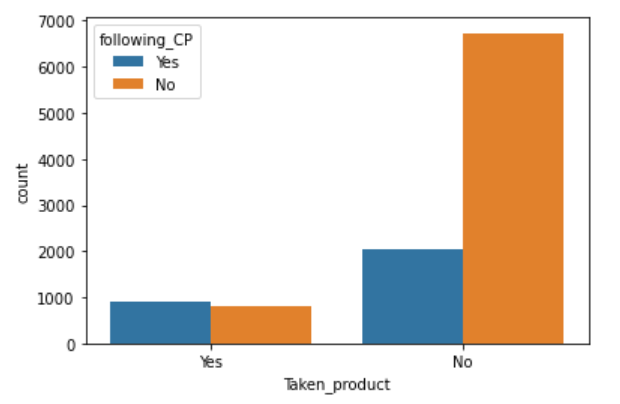 following_CP
Yes
No
7000
6000
5000
4000
3000
2000
1000
0
count
Yes
No
Taken_product